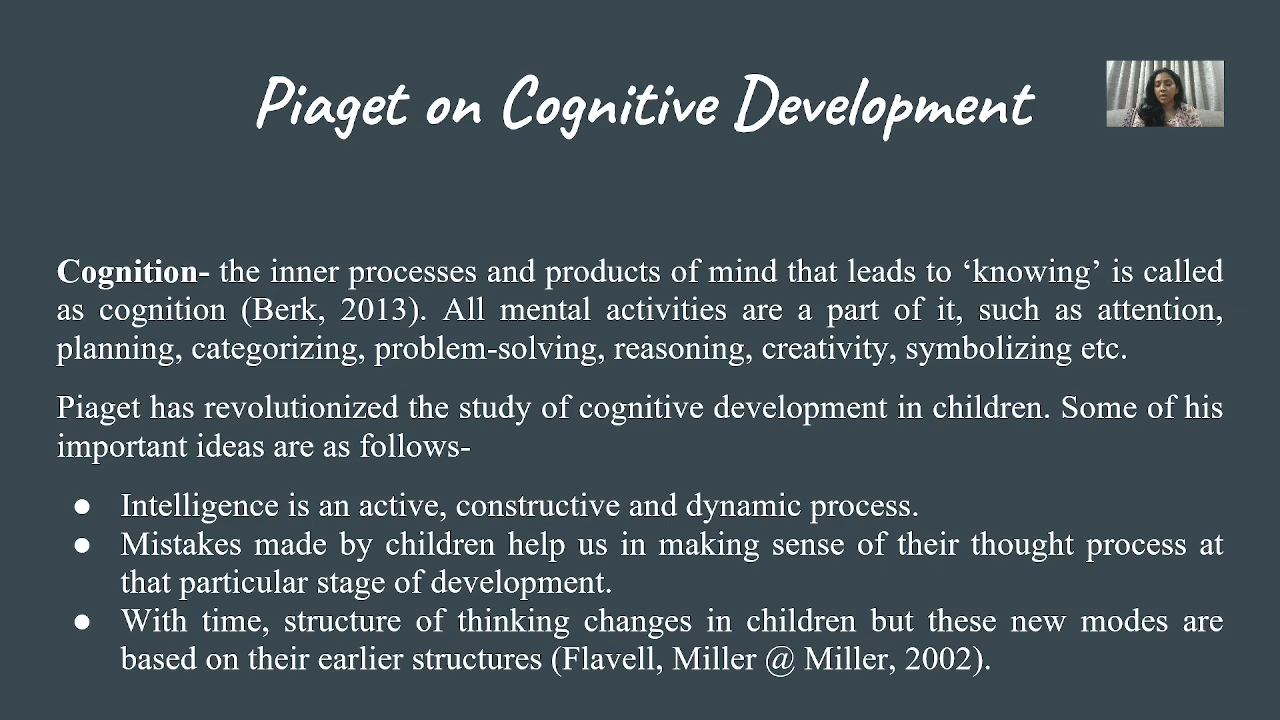 Piaget on Cognitive Development
Cognition- the inner processes and products of mind that leads to ‘knowing’ is called
as cognition (Berk, 2013). All mental activities are a part of it, such as attention,
planning, categorizing, problem-solving, reasoning, creativity, symbolizing etc.
Piaget has revolutionized the study of cognitive development in children. Some of his
important ideas are as follows-
● Intelligence is an active, constructive and dynamic process.
● Mistakes made by children help us in making sense of their thought process at
that particular stage of development.
● With time, structure of thinking changes in children but these new modes are
based on their earlier structures (Flavell, Miller @ Miller, 2002).